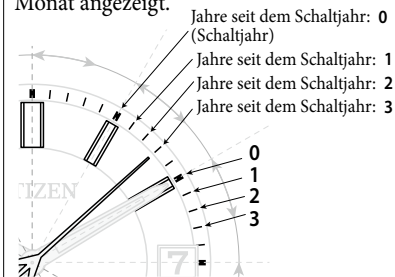 Monat angezeigt.
Jahre seit dem Schaltjahr: 0
(Schaltjahr)
Jahre seit dem Schaltjahr: 1
Jahre seit dem Schaltjahr: 2
Jahre seit dem Schaltjahr: 3
0
1
2
3
TIZEN
7